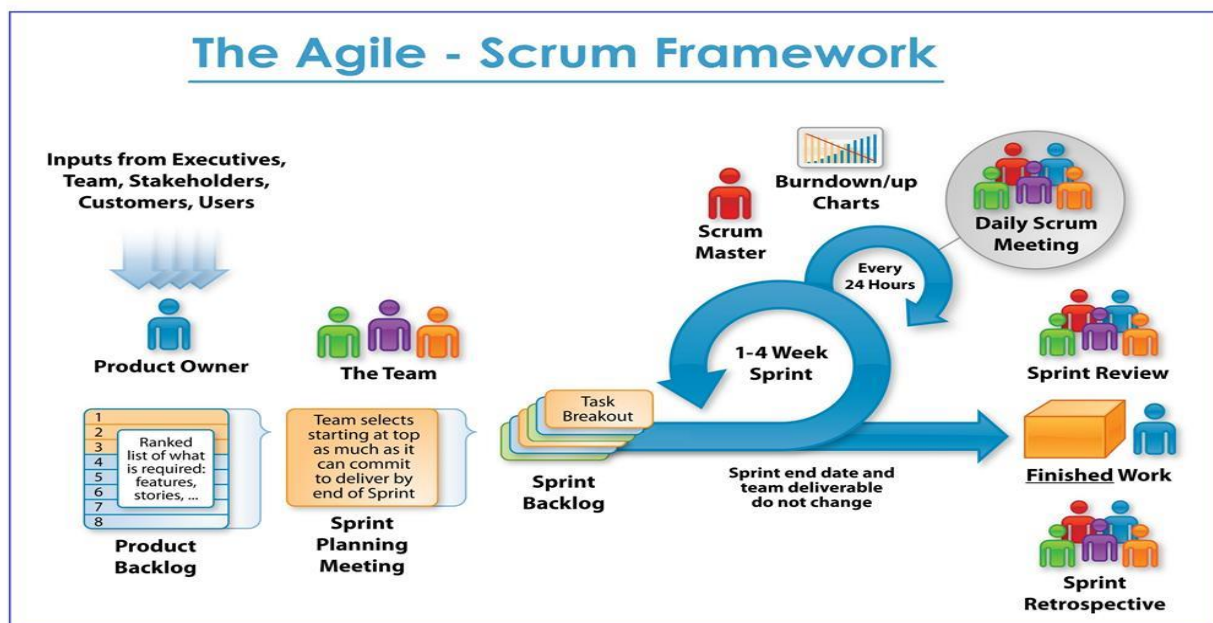 The Agile - Scrum Framework
Inputs from Executives,
Team, Stakeholders,
Customers, Users
Product Owner
The Team
1
2
3
4
5
6
7
8
Ranked
list of what
is required:
features,
stories, ...
Product
Backlog
Team selects
starting at top
as much as it
can commit
to deliver by
end of Sprint
Sprint
Planning
Meeting
Task
Breakout
Sprint
Backlog
Scrum
Master
Burndown/up
Charts
Daily Scrum
Meeting
Every
24 Hours
1-4 Week
Sprint
Sprint end date and
team deliverable
do not change
Sprint Review
Finished Work
Sprint
Retrospective